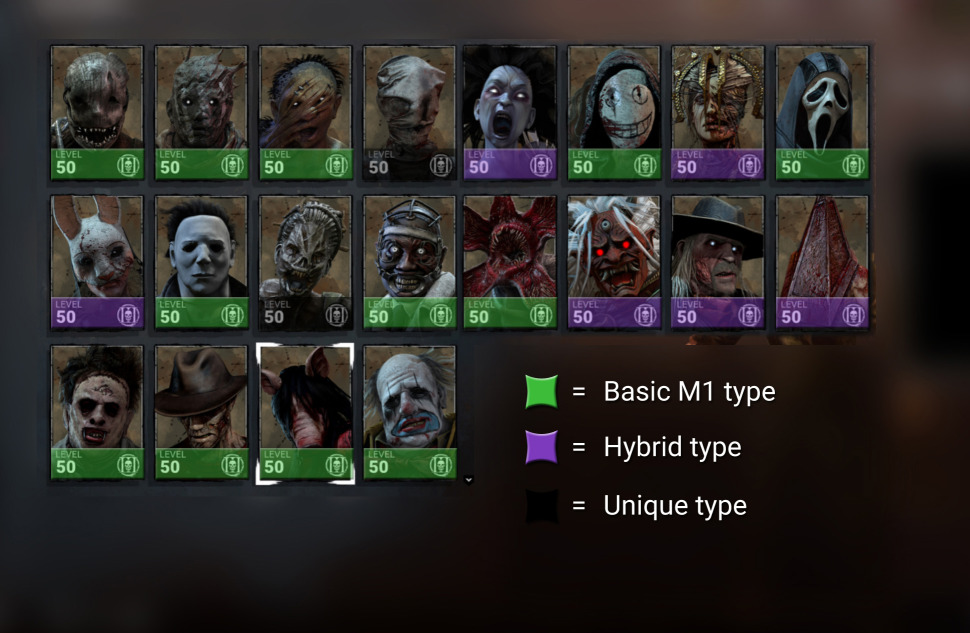 LEVEL LEVEL LEVEL LEVEL LEVEL LEVEL LEVEL LEVEL
50 50 50 50 50 50 50 50
LEVEL LEVEL LEVEL LEVEL LEVEL LEVEL LEVEL LEVEL
50 50 50 50 50 50 50 50
LEVEL LEVEL LEVEL LEVEL
50 50 50 50
= Basic M1 type
= Hybrid type
= Unique type